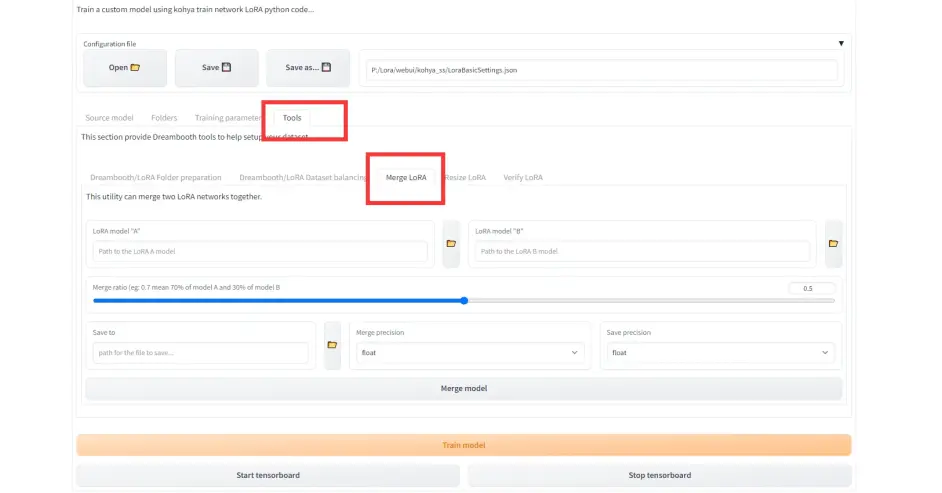 Train a custom model using kohya train network LoRA python code...
Configuration file ▼
Open 📂 Save 💾 Save as... 💾 P:/Lora/webui/kohya_ss/LoraBasicSettings.json
Source model Folders Training parameter Tools
This section provide Dreambooth tools to help setup your dataset
Dreambooth/LoRA Folder preparation Dreambooth/LoRA Dataset balancing Merge LoRA Resize LoRA Verify LoRA
This utility can merge two LoRA networks together.
LoRA model "A" LoRA model "B"
Path to the LoRA A model 📂 Path to the LoRA B model 📂
Merge ratio (eg: 0.7 mean 70% of model A and 30% of model B 0.5
Save to Merge precision Save precision
path for the file to save... 📂 float float
Merge model
Train model
Start tensorboard Stop tensorboard